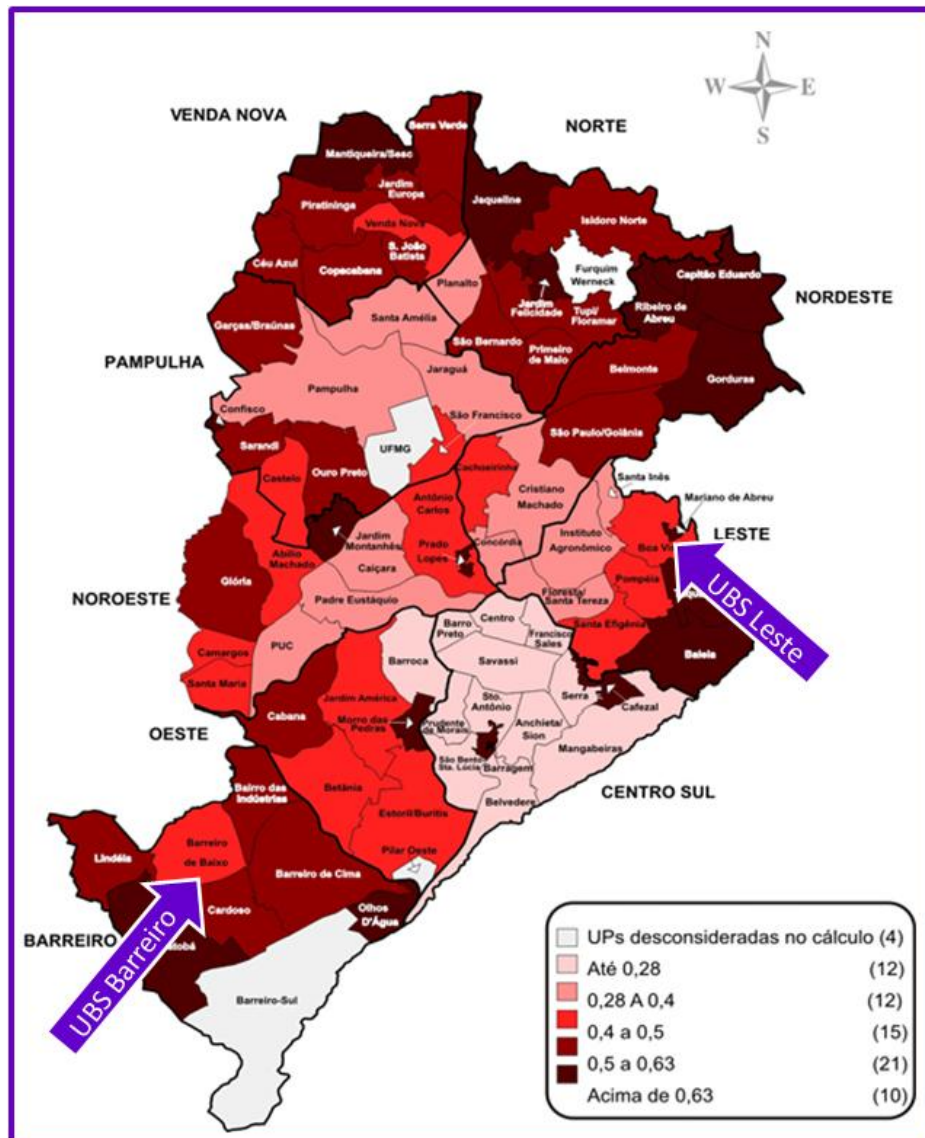 N
W
E
S
VENDA NOVA
NORTE
Serra Verde
Mantiqueira/Sesc
Jardim
Europa
Jaqueline
Piratininga
Isidoro Norte
Venda Nova
S. João
Batista
Céu Azul
Copacabana
Furquim
Werneck
Capitão Eduardo
Planalto
NORDESTE
Jardim
Felicidade
Tupi/
Floramar
Ribeiro de
Abreu
Santa Amélia
Garças/Braúnas
São Bernardo
Primeiro
de Maio
PAMPULHA
Jaraguá
Belmonte
Gorduras
Pampulha
Confisco
São Francisco
São Paulo/Goiânia
UFMG
Sarandi
Ouro Preto
Castelo
Cachoeirinha
Santa Inês
Cristiano
Machado
Mariano de Abreu
Antônio
Carlos
LESTE
Jardim
Montanhês/
Caiçara
Instituto
Agronômico
Abílio
Machado
Prado
Lopes
Concórdia
Boa
Glória
Pompéia
NOROESTE
Padre Eustáquio
Floresta/
Santa Tereza
UBS Leste
Santa Efigênia
PUC
Camargos
Barro
Preto
Centro
Francisco
Sales
Baleia
Barroca
Savassi
Santa Maria
Jardim América
Serra
Cafezal
Cabana
Morro das
Pedras
Sto.
Antônio
OESTE
Prudente
de Morais
Anchieta/
Sion
Mangabeiras
São Bento/
Sta. Lúcia
Barragem
Bairro das
Indústrias
Betânia
Belvedere
CENTRO SUL
Estoril/Buritis
Barreiro
de Baixo
Lindéia
Pilar Oeste
Barreiro de Cima
Cardoso
Olhos
D'Água
BARREIRO
atobá
UBS Barreiro
Barreiro-Sul
UPs desconsideradas no cálculo (4)
Até 0,28 (12)
0,28 A 0,4 (12)
0,4 a 0,5 (15)
0,5 a 0,63 (21)
Acima de 0,63 (10)